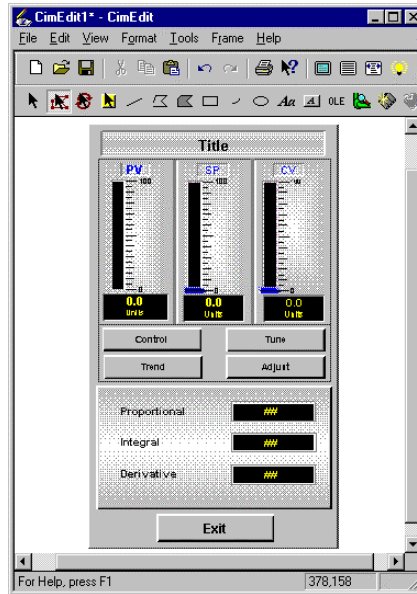 CimEdit1* - CimEdit
File Edit View Format Tools Frame Help
Aa A OLE
Title
PV SP CV
100 100
0 0 0
0.0 0.0 0.0
Units Units Units
Control Tune
Trend Adjust
Proportional ###
Integral ###
Derivative ###
Exit
For Help, press F1 378,158